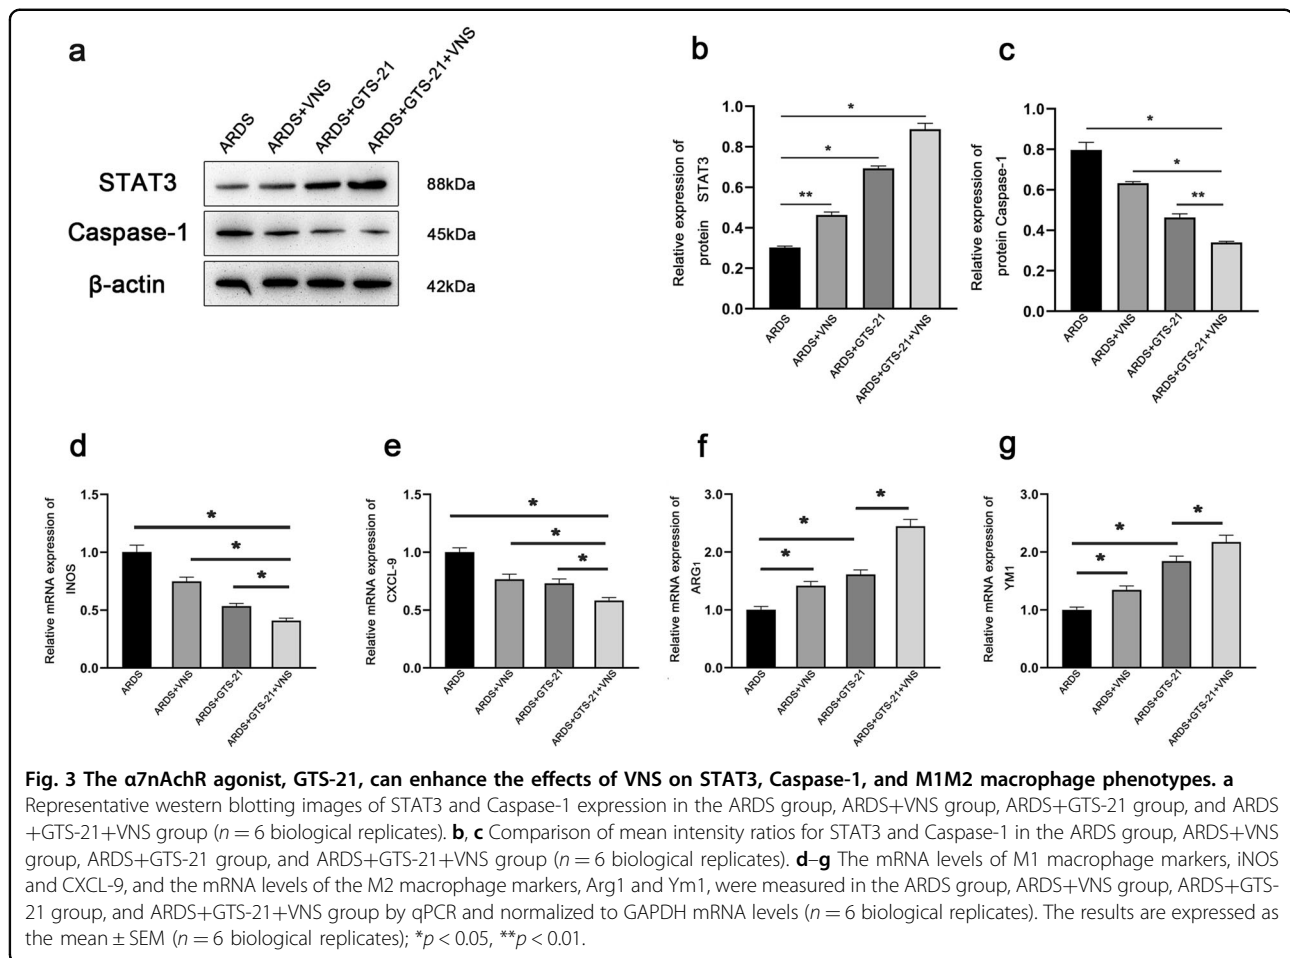 a
ARDS
ARDS+VNS
ARDS+GTS-21
ARDS+GTS-21+VNS
STAT3
88kDa
Caspase-1
45kDa
β-actin
42kDa
b
Relative expression of
protein STAT3
1.0
0.8
0.6
0.4
0.2
0.0
**
*
*
ARDS
ARDS+VNS
ARDS+GTS-21
ARDS+GTS-21+VNS
c
Relative expression of
protein Caspase-1
1.0
0.8
0.6
0.4
0.2
0.0
*
*
**
ARDS
ARDS+VNS
ARDS+GTS-21
ARDS+GTS-21+VNS
d
Relative mRNA expression of
INOS
1.5
1.0
0.5
0.0
*
*
*
ARDS
ARDS+VNS
ARDS+GTS-21
ARDS+GTS-21+VNS
e
Relative mRNA expression of
CXCL-9
1.5
1.0
0.5
0.0
*
*
*
ARDS
ARDS+VNS
ARDS+GTS-21
ARDS+GTS-21+VNS
f
Relative mRNA expression of
ARG1
3.0
2.0
1.0
0.0
*
*
*
ARDS
ARDS+VNS
ARDS+GTS-21
ARDS+GTS-21+VNS
g
Relative mRNA expression of
YM1
3.0
2.0
1.0
0.0
*
*
*
ARDS
ARDS+VNS
ARDS+GTS-21
ARDS+GTS-21+VNS
Fig. 3 The α7nAchR agonist, GTS-21, can enhance the effects of VNS on STAT3, Caspase-1, and M1M2 macrophage phenotypes. a
Representative western blotting images of STAT3 and Caspase-1 expression in the ARDS group, ARDS+VNS group, ARDS+GTS-21 group, and ARDS
+GTS-21+VNS group (n = 6 biological replicates). b, c Comparison of mean intensity ratios for STAT3 and Caspase-1 in the ARDS group, ARDS+VNS
group, ARDS+GTS-21 group, and ARDS+GTS-21+VNS group (n = 6 biological replicates). d–g The mRNA levels of M1 macrophage markers, iNOS
and CXCL-9, and the mRNA levels of the M2 macrophage markers, Arg1 and Ym1, were measured in the ARDS group, ARDS+VNS group, ARDS+GTS-
21 group, and ARDS+GTS-21+VNS group by qPCR and normalized to GAPDH mRNA levels (n = 6 biological replicates). The results are expressed as
the mean ± SEM (n = 6 biological replicates); *p < 0.05, **p < 0.01.